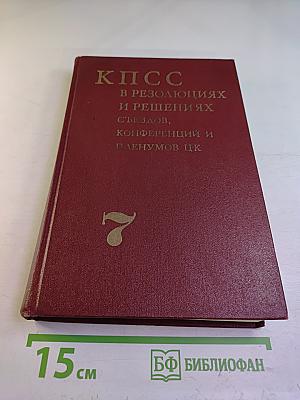 КПСС
В РЕЗОЛЮЦИЯХ
И РЕШЕНИЯХ
СЪЕЗДОВ,
КОНФЕРЕНЦИЙ И
ПЛЕНУМОВ ЦК
7
15 см
БФ БИБЛИОФАН